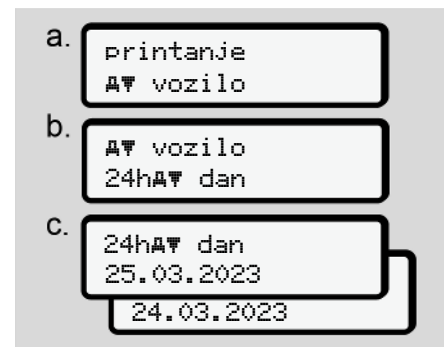 a.
printanje
A▼ vozilo
b.
A▼ vozilo
24hA▼ dan
c.
24hA▼ dan
25.03.2023
24.03.2023